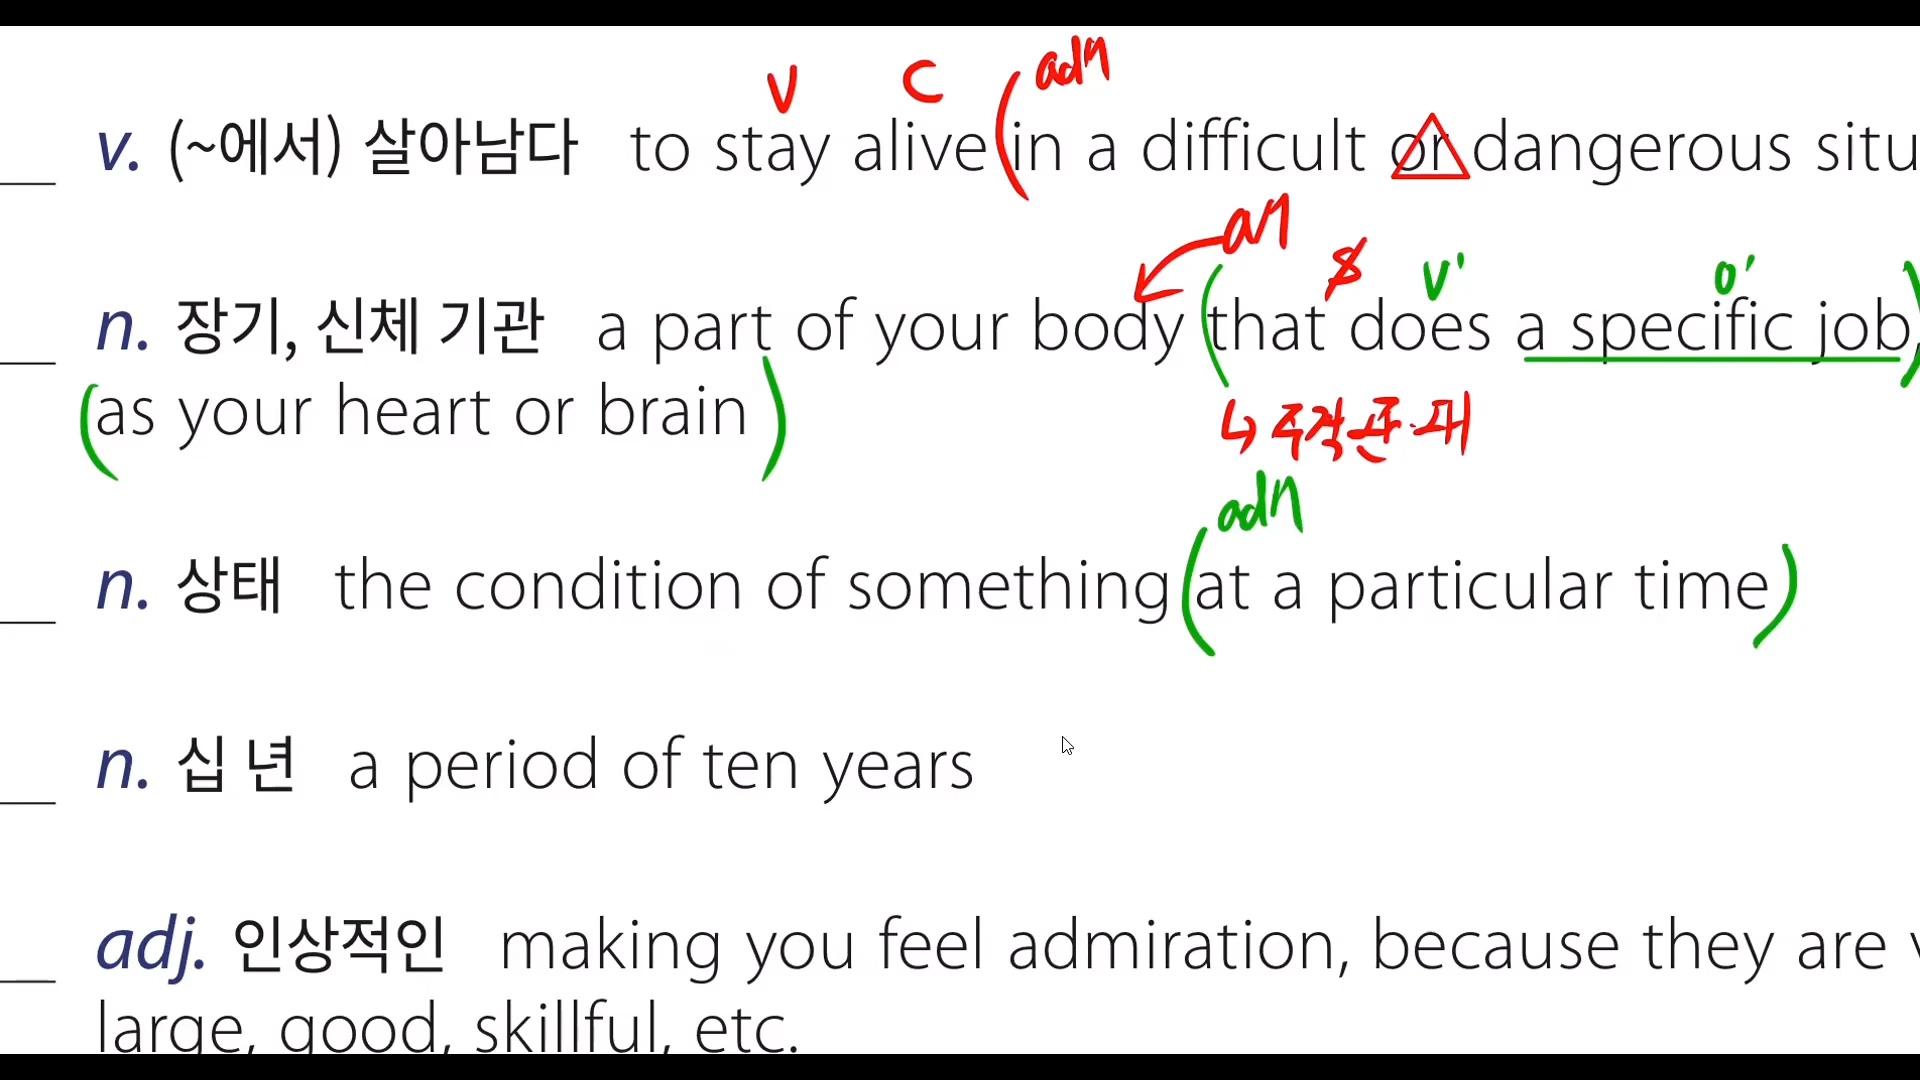 V C adM
v. (~에서) 살아남다 to stay alive in a difficult or dangerous situ
aM S V' O'
n. 장기, 신체 기관 a part of your body that does a specific job,
as your heart or brain
↳ 주격 관·대
adM
n. 상태 the condition of something at a particular time
n. 십 년 a period of ten years
adj. 인상적인 making you feel admiration, because they are v
large, good, skillful, etc.